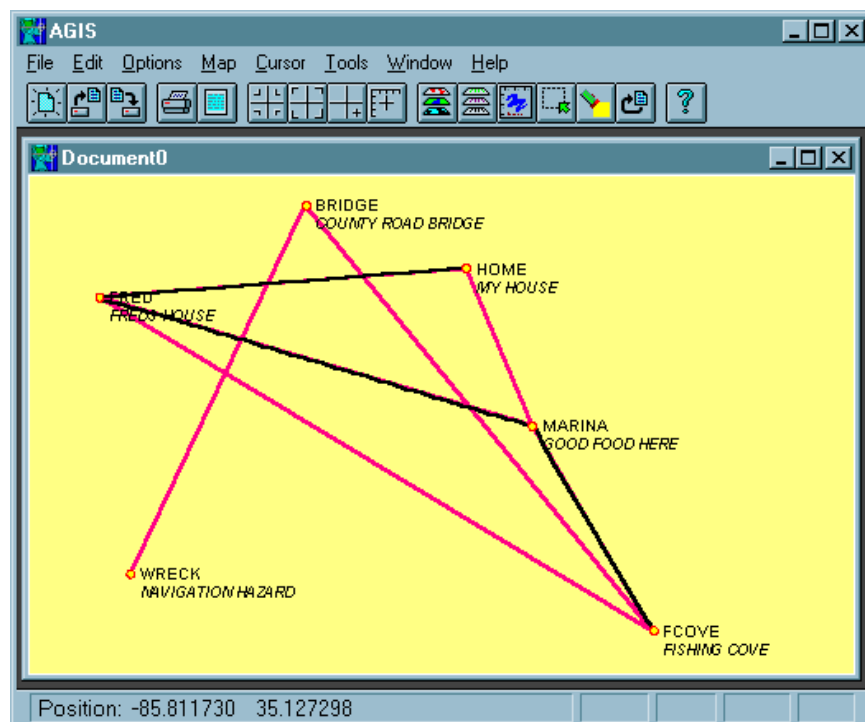 AGIS
File Edit Options Map Cursor Tools Window Help
?
Document0
BRIDGE
COUNTY ROAD BRIDGE
HOME
MY HOUSE
FRED
FREDS HOUSE
MARINA
GOOD FOOD HERE
WRECK
NAVIGATION HAZARD
FCOVE
FISHING COVE
Position: -85.811730 35.127298